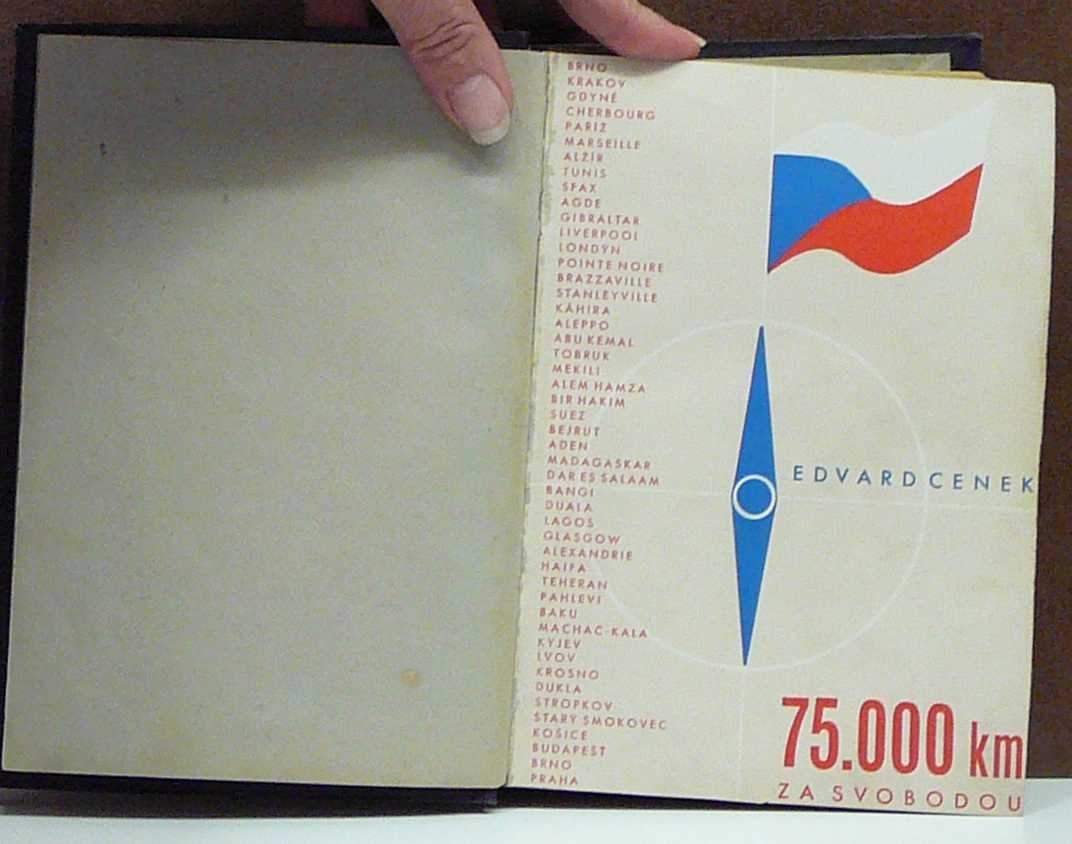 BRNO
KRAKOV
GDYNĚ
CHERBOURG
PAŘÍŽ
MARSEILLE
ALŽÍR
TUNIS
SFAX
AGDE
GIBRALTAR
LIVERPOOL
LONDÝN
POINTE NOIRE
BRAZZAVILLE
STANLEYVILLE
KÁHIRA
ALEPPO
ABU KEMAL
TOBRUK
MEKILI
ALEM HAMZA
BIR HAKIM
SUEZ
BEJRUT
ADEN
MADAGASKAR
DAR ES SALAAM
BANGI
DUALA
LAGOS
GLASGOW
ALEXANDRIE
HAIFA
TEHERAN
PAHLEVI
BAKU
MACHAČ-KALA
KYJEV
LVOV
KROSNO
DUKLA
STROPKOV
STARÝ SMOKOVEC
KOŠICE
BUDAPEST
BRNO
PRAHA
EDVARD CENEK
75.000 km
ZA SVOBODOU